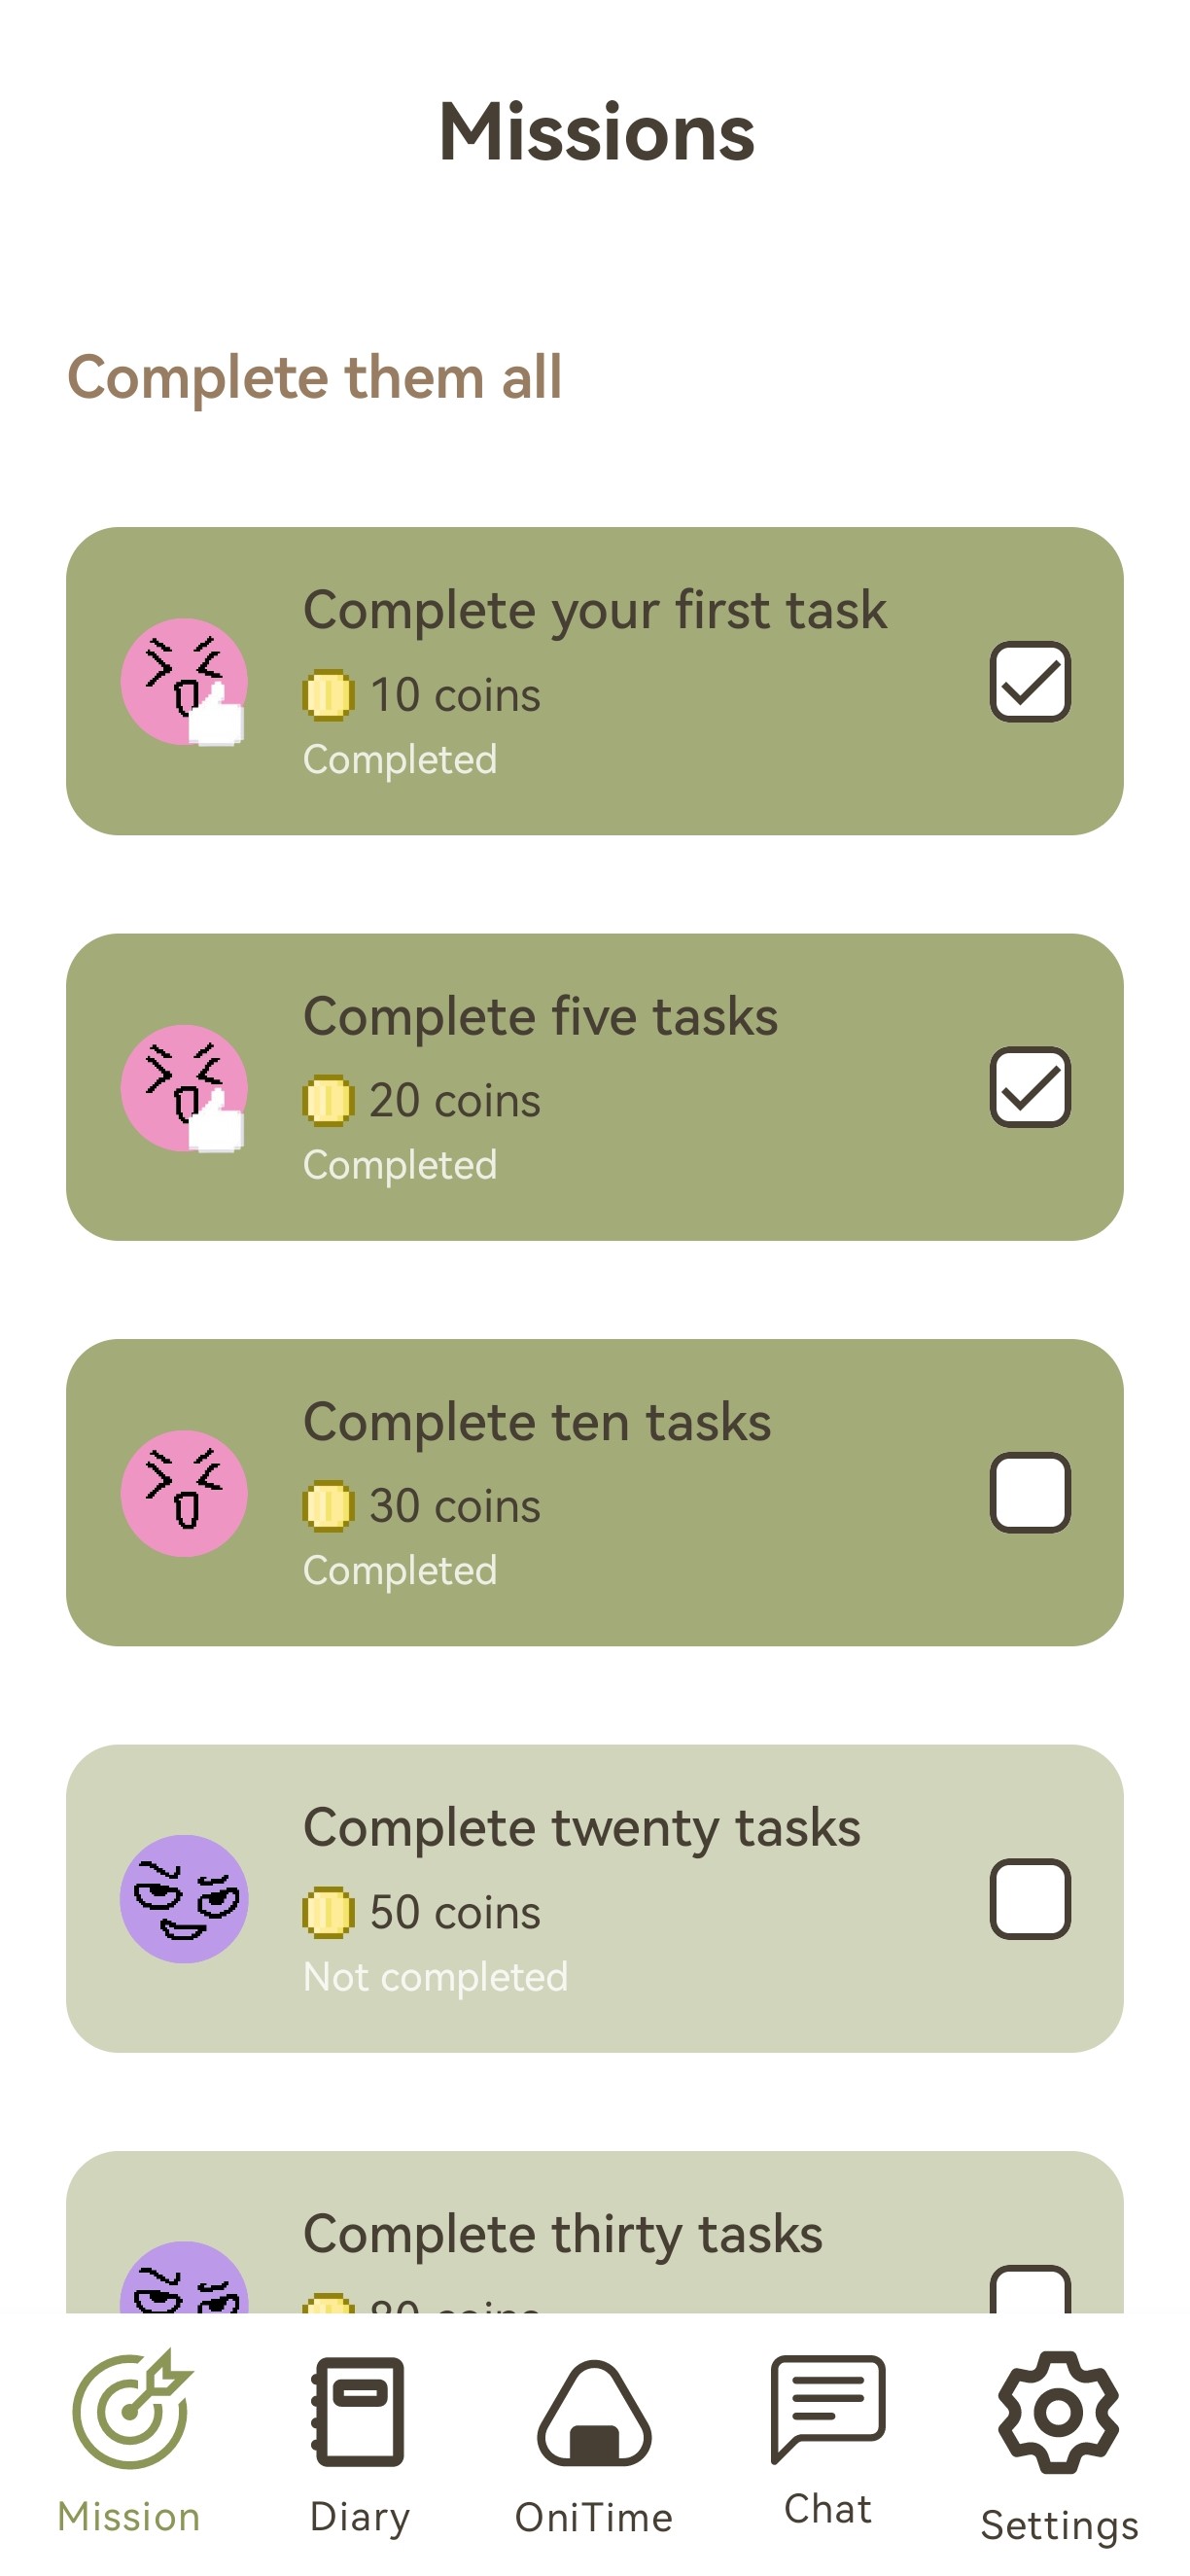 Missions
Complete them all
Complete your first task
10 coins
Completed
Complete five tasks
20 coins
Completed
Complete ten tasks
30 coins
Completed
Complete twenty tasks
50 coins
Not completed
Complete thirty tasks
80 coins
Mission
Diary
OniTime
Chat
Settings